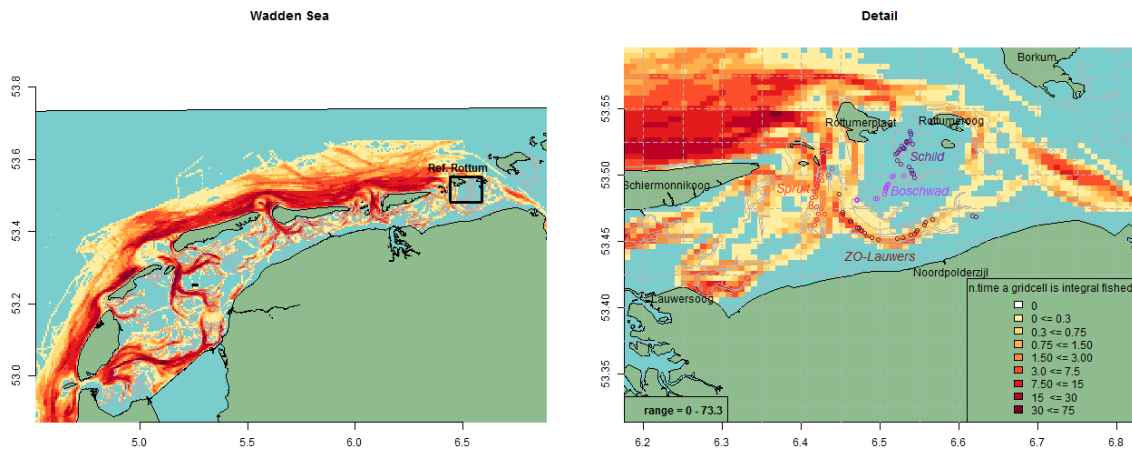 Wadden Sea
53.8
53.6
53.4
53.2
53.0
Ref. Rottum
5.0 5.5 6.0 6.5
Detail
53.55
53.50
53.45
53.40
53.35
Borkum
Rottumerplaat
Rottumeroog
Schild
Schiermonnikoog
Spruit
Boschwad
ZO-Lauwers
Noordpolderzijl
Lauwersoog
n.time a gridcell is integral fished
0
0 <= 0.3
0.3 <= 0.75
0.75 <= 1.50
1.50 <= 3.00
3.0 <= 7.5
7.50 <= 15
15 <= 30
30 <= 75
range = 0 - 73.3
6.2 6.3 6.4 6.5 6.6 6.7 6.8